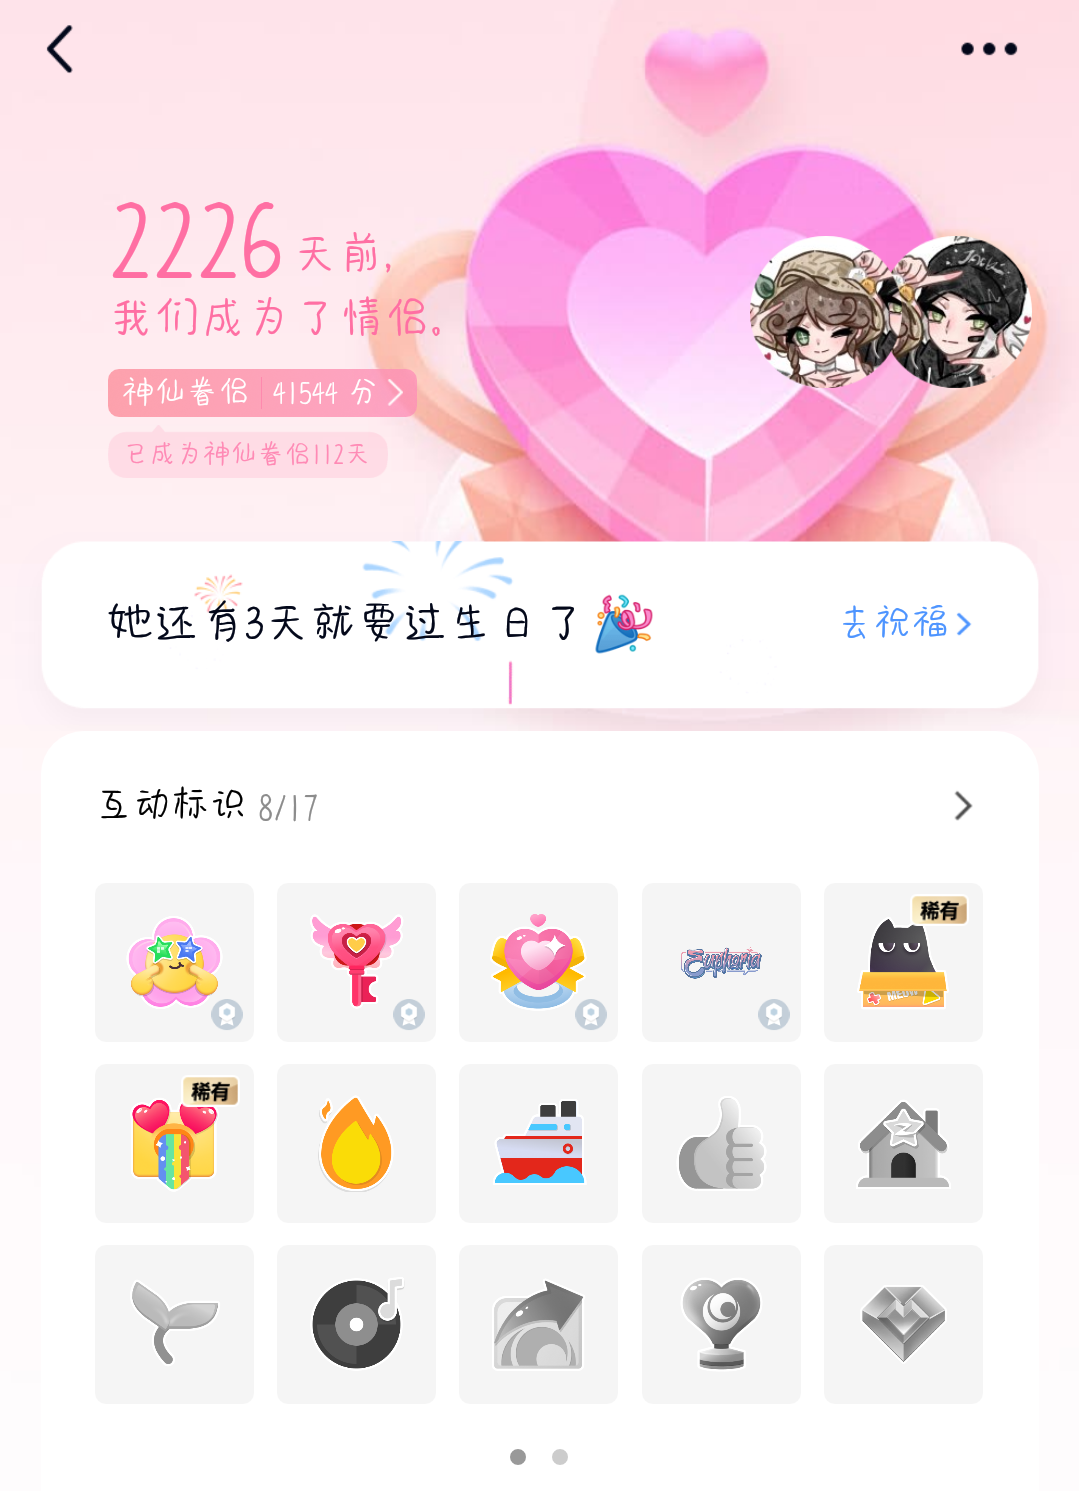 2226 天前,
我们成为了情侣。
神仙眷侣 41544 分
已成为神仙眷侣112天
她还有3天就要过生日了
去祝福
互动标识 8/17
稀有
MEOW
稀有